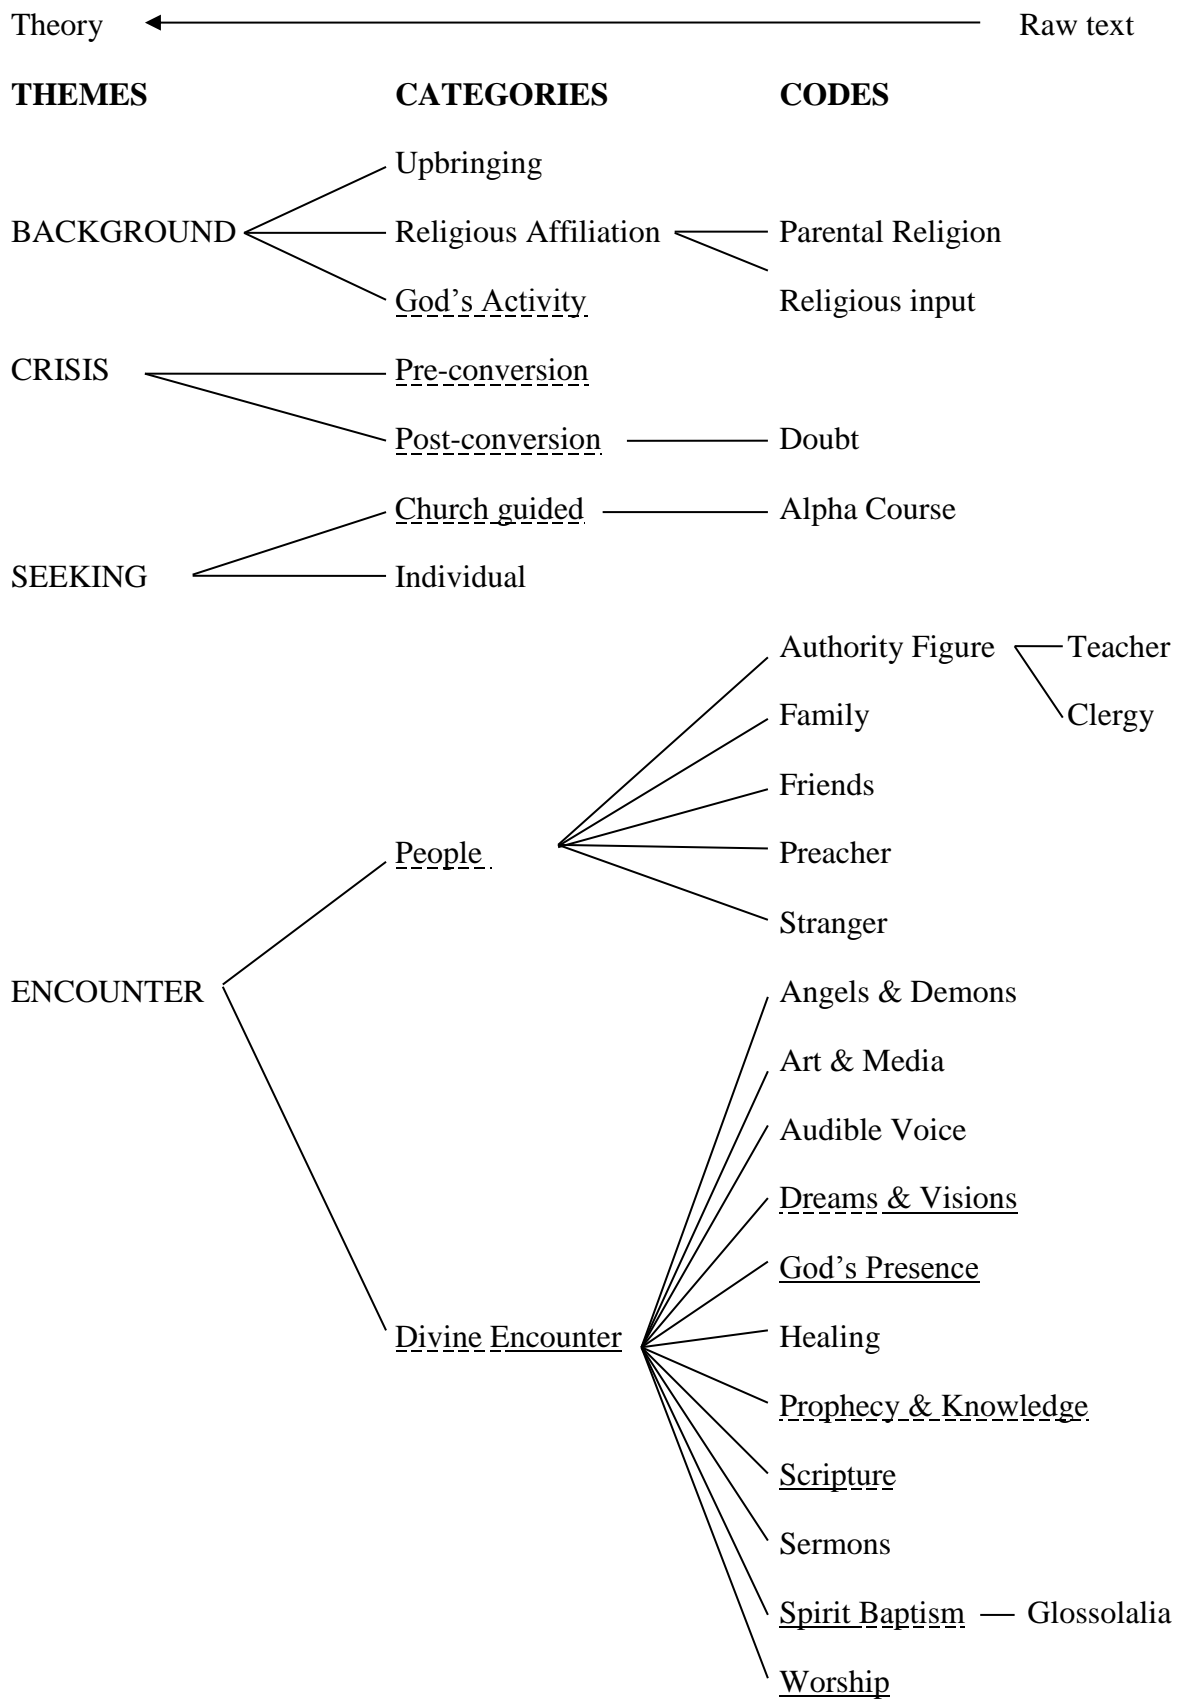 Theory Raw text
THEMES CATEGORIES CODES
Upbringing
BACKGROUND Religious Affiliation Parental Religion
God's Activity Religious input
CRISIS Pre-conversion
Post-conversion Doubt
Church guided Alpha Course
SEEKING Individual
Authority Figure Teacher
Family Clergy
Friends
People Preacher
Stranger
ENCOUNTER Angels & Demons
Art & Media
Audible Voice
Dreams & Visions
God's Presence
Divine Encounter Healing
Prophecy & Knowledge
Scripture
Sermons
Spirit Baptism Glossolalia
Worship